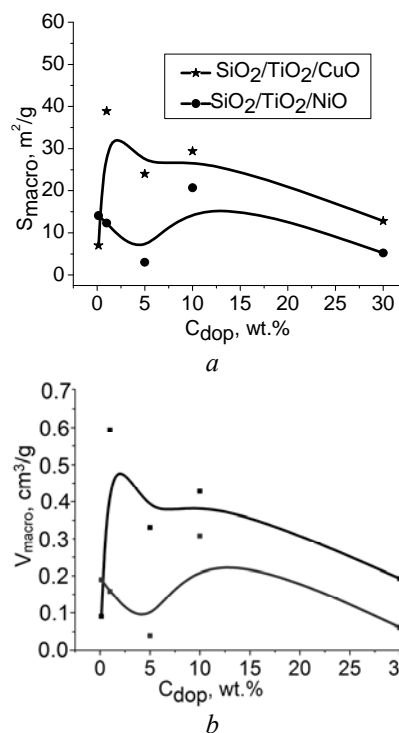 60
50
40
30
20
10
0
S_macro, m²/g
SiO₂/TiO₂/CuO
SiO₂/TiO₂/NiO
0 5 10 15 20 25 30
C_dop, wt.%
a
0.7
0.6
0.5
0.4
0.3
0.2
0.1
0.0
V_macro, cm³/g
0 5 10 15 20 25 30
C_dop, wt.%
b